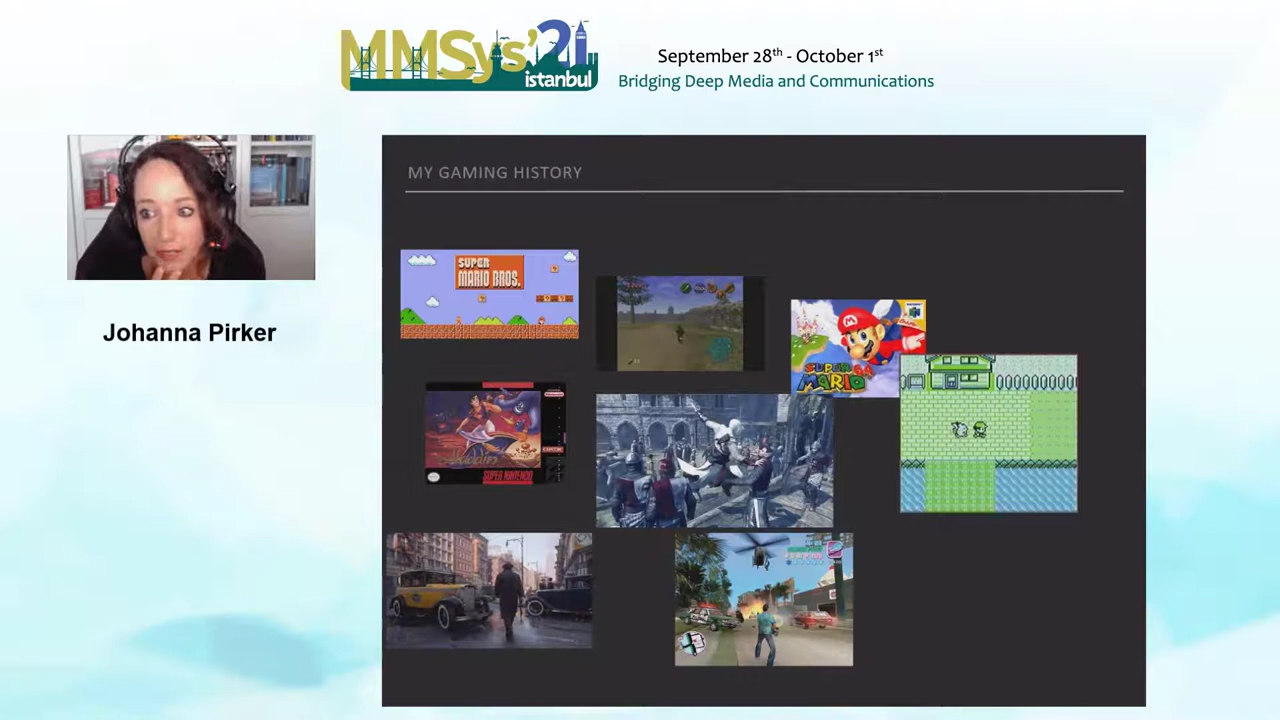 MMSys'21
istanbul
September 28th - October 1st
Bridging Deep Media and Communications
Johanna Pirker
MY GAMING HISTORY
SUPER
MARIO BROS.
SUPER
MARIO 64
Aladdin
SUPER NINTENDO